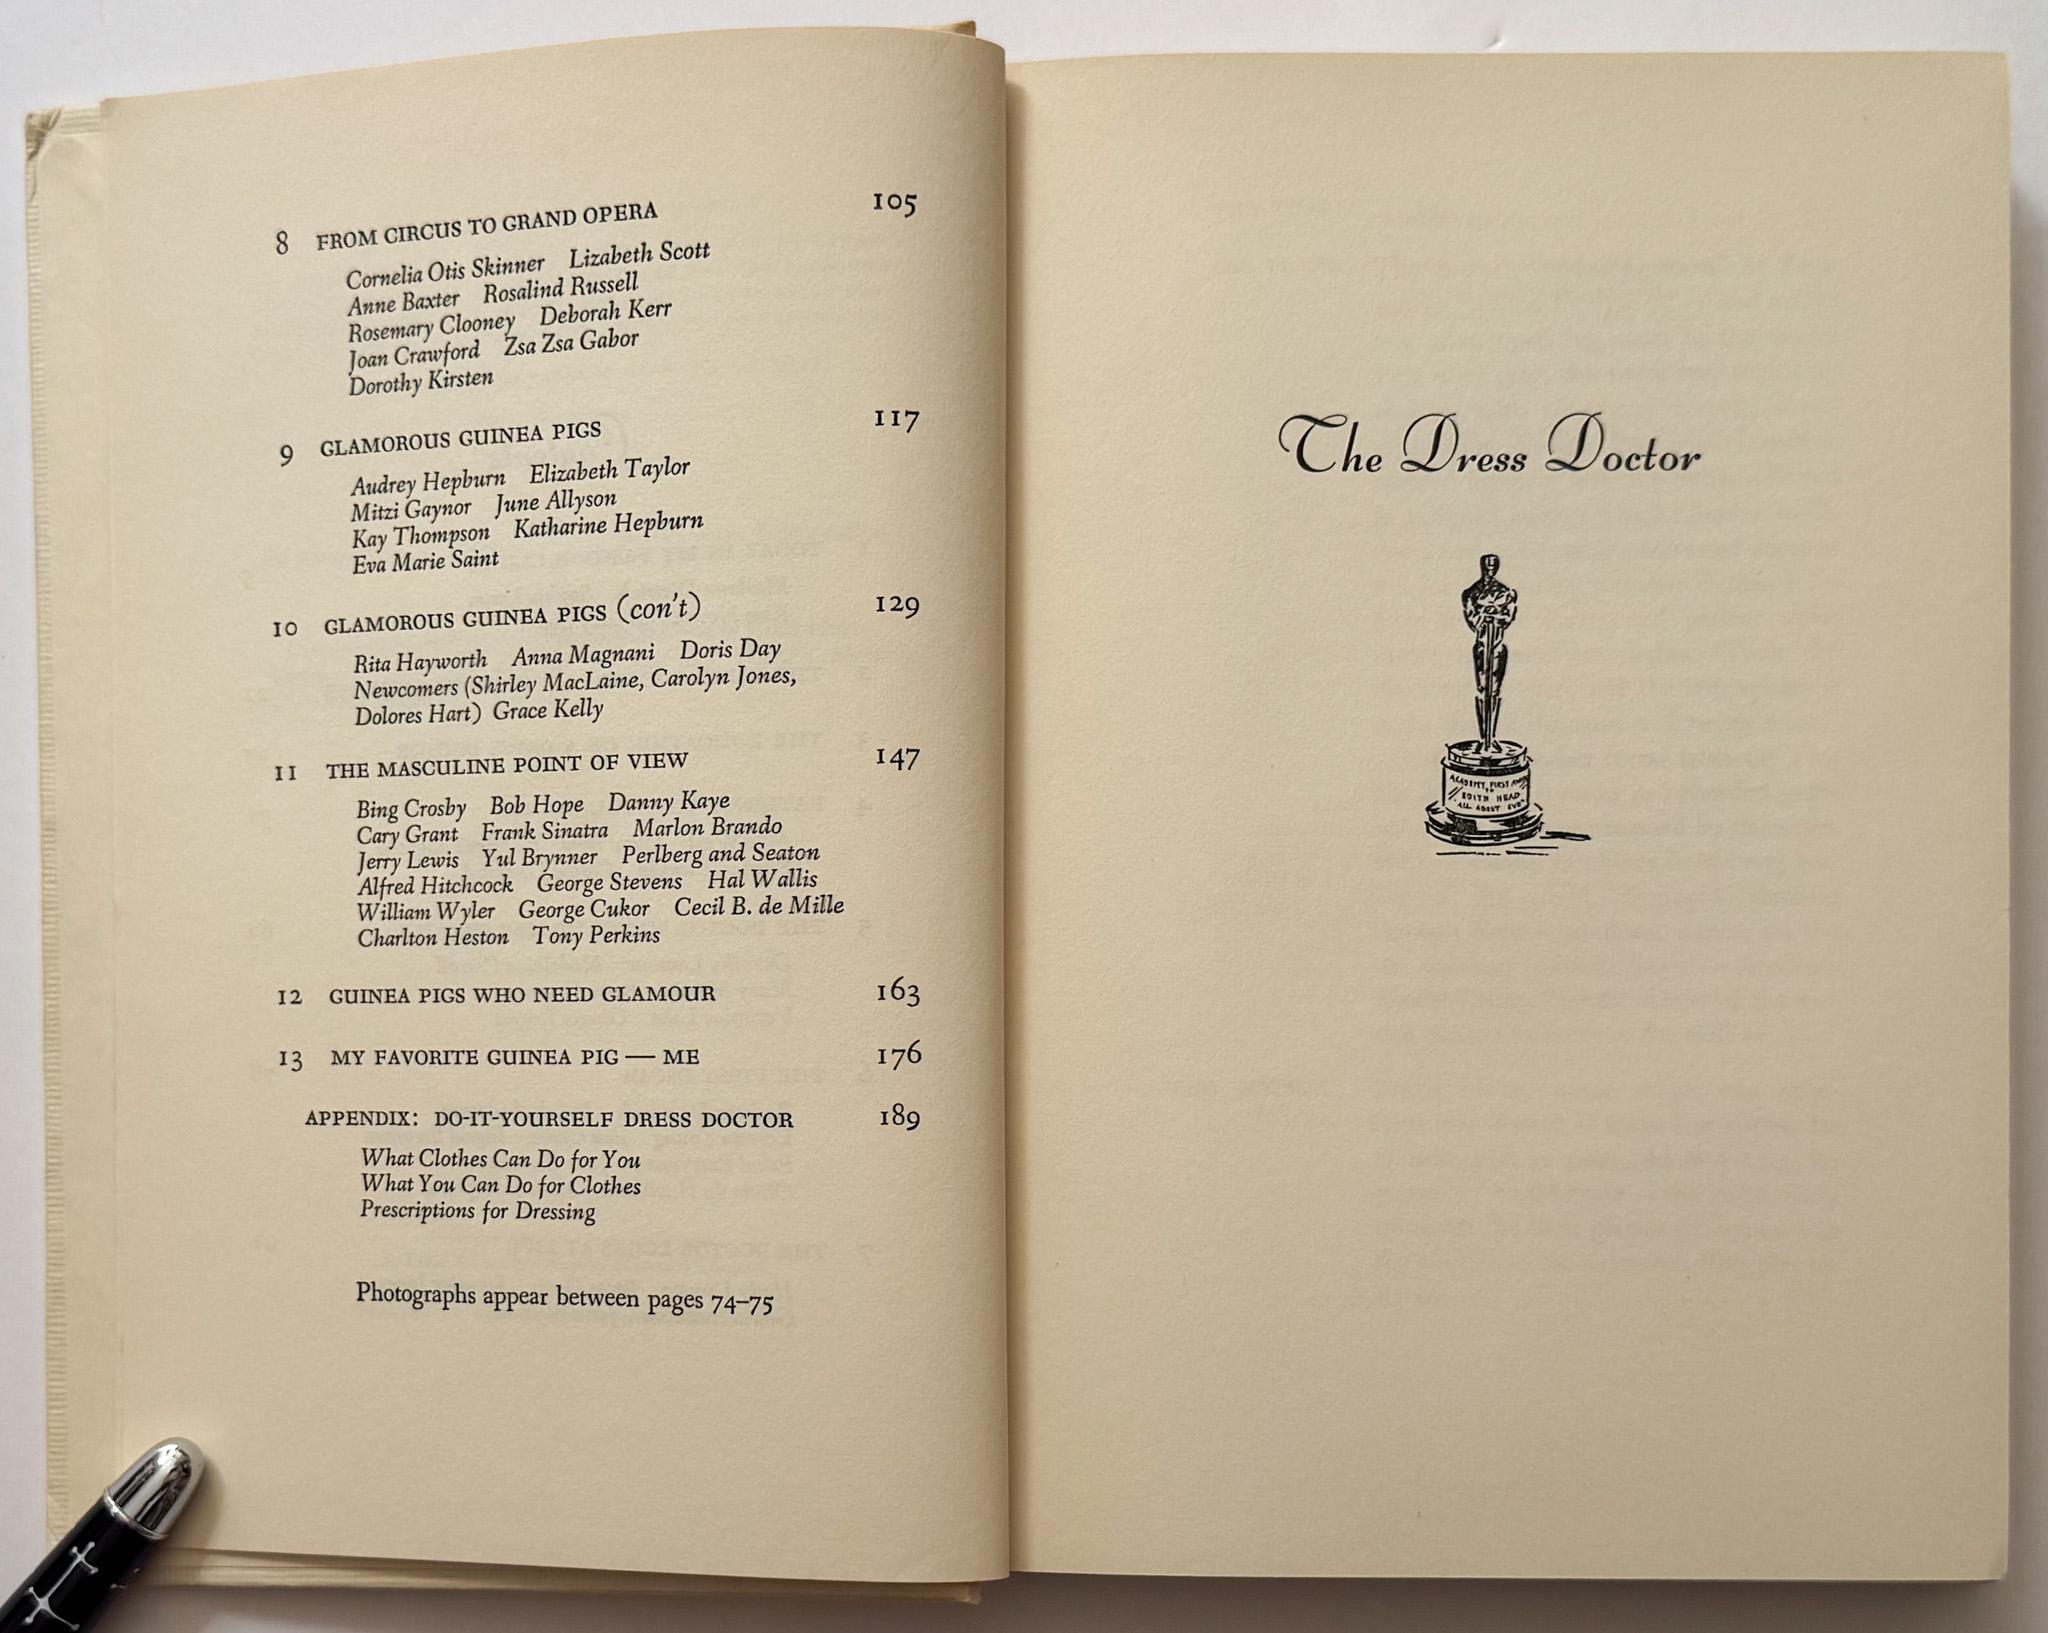 8 FROM CIRCUS TO GRAND OPERA 105
Cornelia Otis Skinner Lizabeth Scott
Anne Baxter Rosalind Russell
Rosemary Clooney Deborah Kerr
Joan Crawford Zsa Zsa Gabor
Dorothy Kirsten
9 GLAMOROUS GUINEA PIGS 117
Audrey Hepburn Elizabeth Taylor
Mitzi Gaynor June Allyson
Kay Thompson Katharine Hepburn
Eva Marie Saint
10 GLAMOROUS GUINEA PIGS (con't) 129
Rita Hayworth Anna Magnani Doris Day
Newcomers (Shirley MacLaine, Carolyn Jones,
Dolores Hart) Grace Kelly
11 THE MASCULINE POINT OF VIEW 147
Bing Crosby Bob Hope Danny Kaye
Cary Grant Frank Sinatra Marlon Brando
Jerry Lewis Yul Brynner Perlberg and Seaton
Alfred Hitchcock George Stevens Hal Wallis
William Wyler George Cukor Cecil B. de Mille
Charlton Heston Tony Perkins
12 GUINEA PIGS WHO NEED GLAMOUR 163
13 MY FAVORITE GUINEA PIG — ME 176
APPENDIX: DO-IT-YOURSELF DRESS DOCTOR 189
What Clothes Can Do for You
What You Can Do for Clothes
Prescriptions for Dressing
Photographs appear between pages 74–75
The Dress Doctor
ACADEMY FIRST
TO
EDITH HEAD
ALL ABOUT EVE